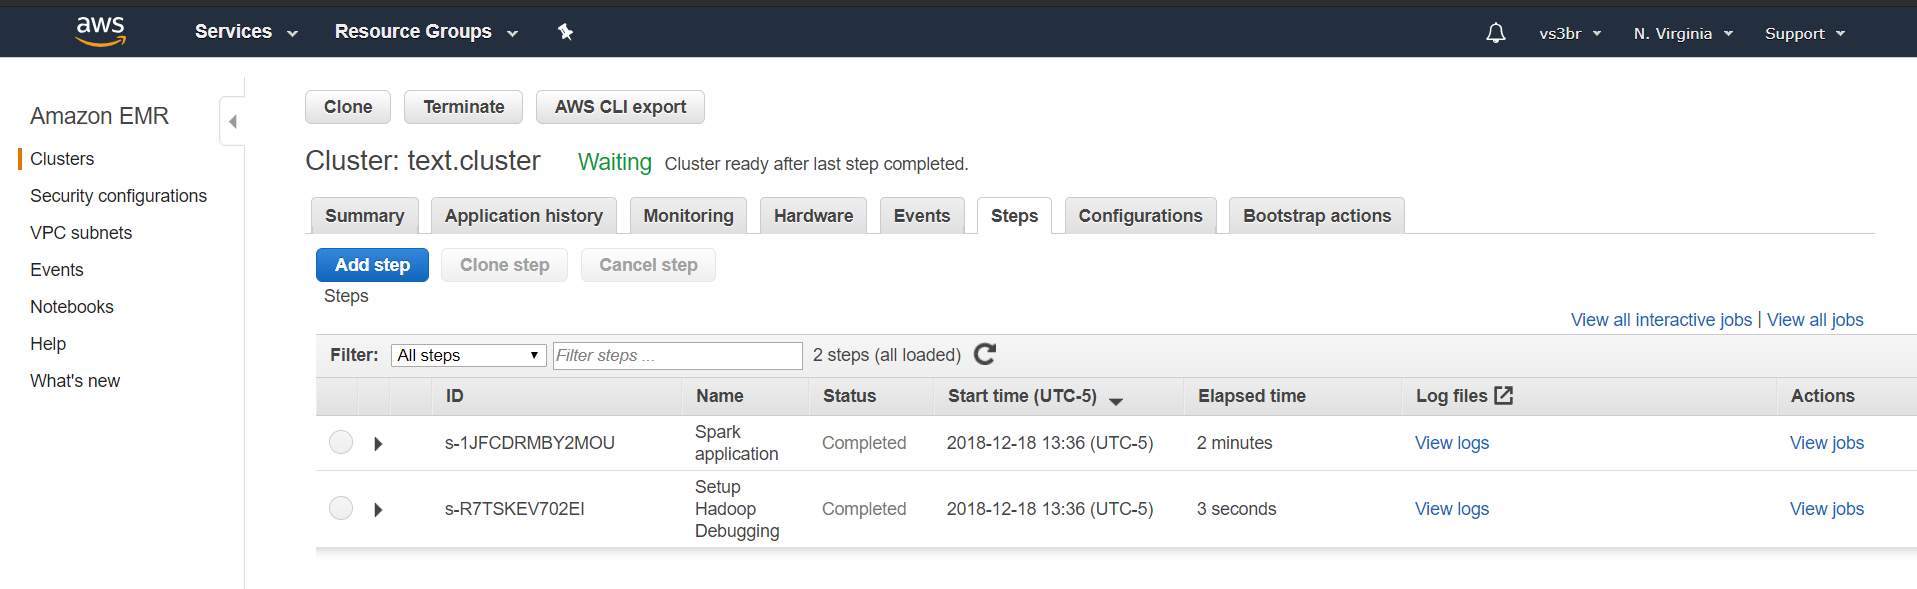 aws Services Resource Groups vs3br N. Virginia Support
Amazon EMR
Clusters
Security configurations
VPC subnets
Events
Notebooks
Help
What's new
Clone Terminate AWS CLI export
Cluster: text.cluster Waiting Cluster ready after last step completed.
Summary Application history Monitoring Hardware Events Steps Configurations Bootstrap actions
Add step Clone step Cancel step
Steps
View all interactive jobs | View all jobs
Filter: All steps Filter steps ... 2 steps (all loaded)
ID Name Status Start time (UTC-5) Elapsed time Log files Actions
s-1JFCDRMBY2MOU Spark application Completed 2018-12-18 13:36 (UTC-5) 2 minutes View logs View jobs
s-R7TSKEV702EI Setup Hadoop Debugging Completed 2018-12-18 13:36 (UTC-5) 3 seconds View logs View jobs